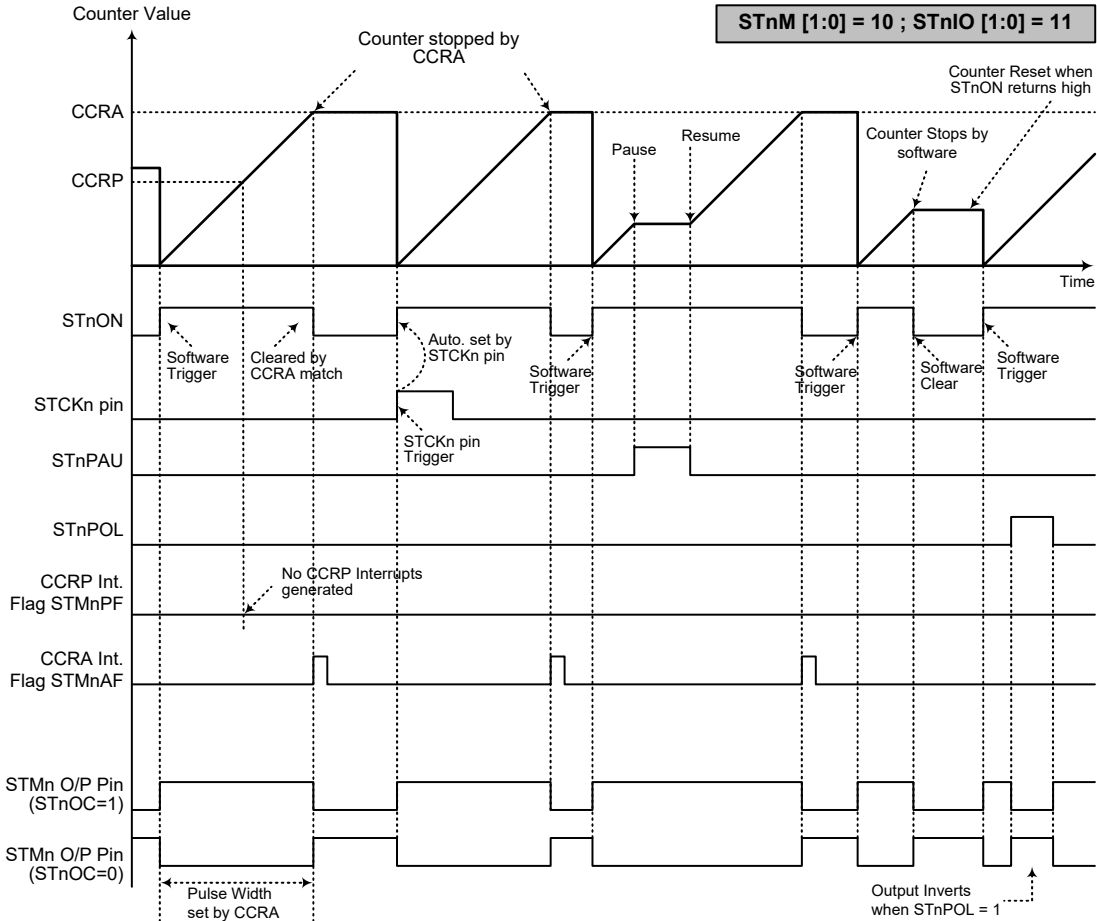 Counter Value
STnM [1:0] = 10 ; STnIO [1:0] = 11
Counter stopped by
CCRA
Counter Reset when
STnON returns high
CCRA
Pause
Resume
Counter Stops by
software
CCRP
Time
STnON
Software
Trigger
Cleared by
CCRA match
Auto. set by
STCKn pin
Software
Trigger
Software
Trigger
Software
Clear
Software
Trigger
STCKn pin
STCKn pin
Trigger
STnPAU
STnPOL
No CCRP Interrupts
generated
CCRP Int.
Flag STMnPF
CCRA Int.
Flag STMnAF
STMn O/P Pin
(STnOC=1)
STMn O/P Pin
(STnOC=0)
Pulse Width
set by CCRA
Output Inverts
when STnPOL = 1